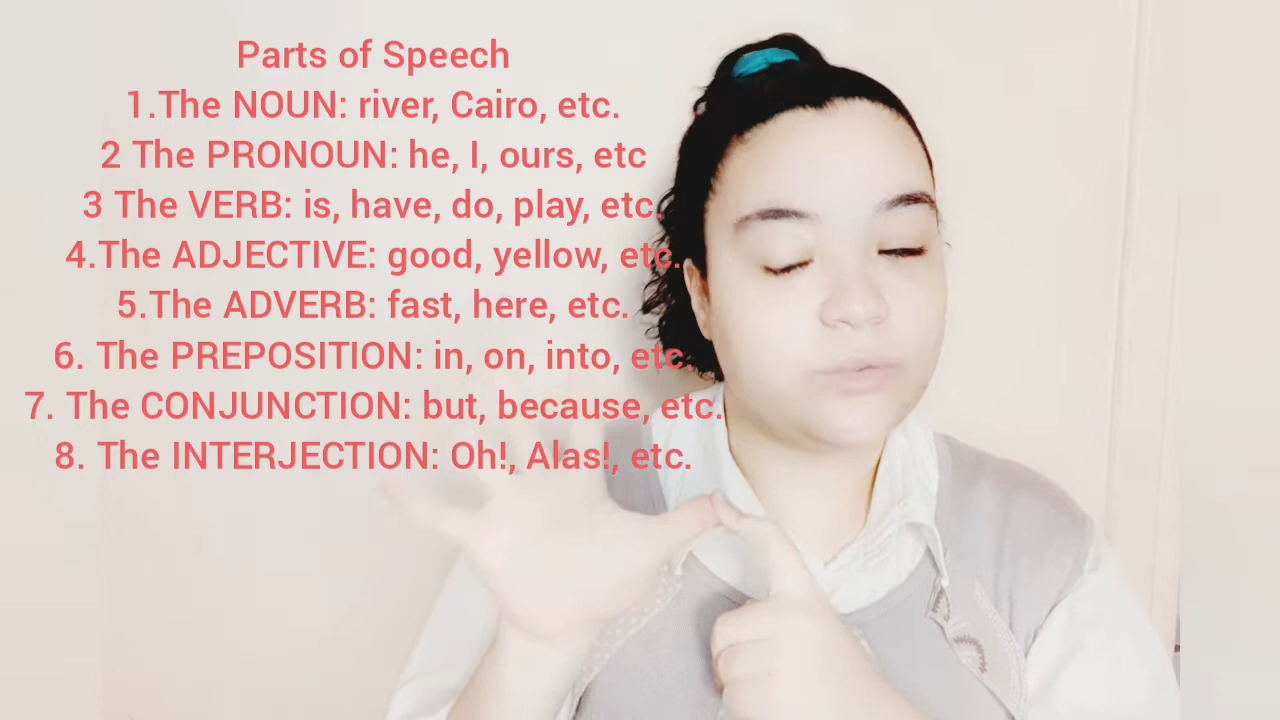 Parts of Speech
1.The NOUN: river, Cairo, etc.
2 The PRONOUN: he, I, ours, etc
3 The VERB: is, have, do, play, etc.
4.The ADJECTIVE: good, yellow, etc.
5.The ADVERB: fast, here, etc.
6. The PREPOSITION: in, on, into, etc.
7. The CONJUNCTION: but, because, etc.
8. The INTERJECTION: Oh!, Alas!, etc.